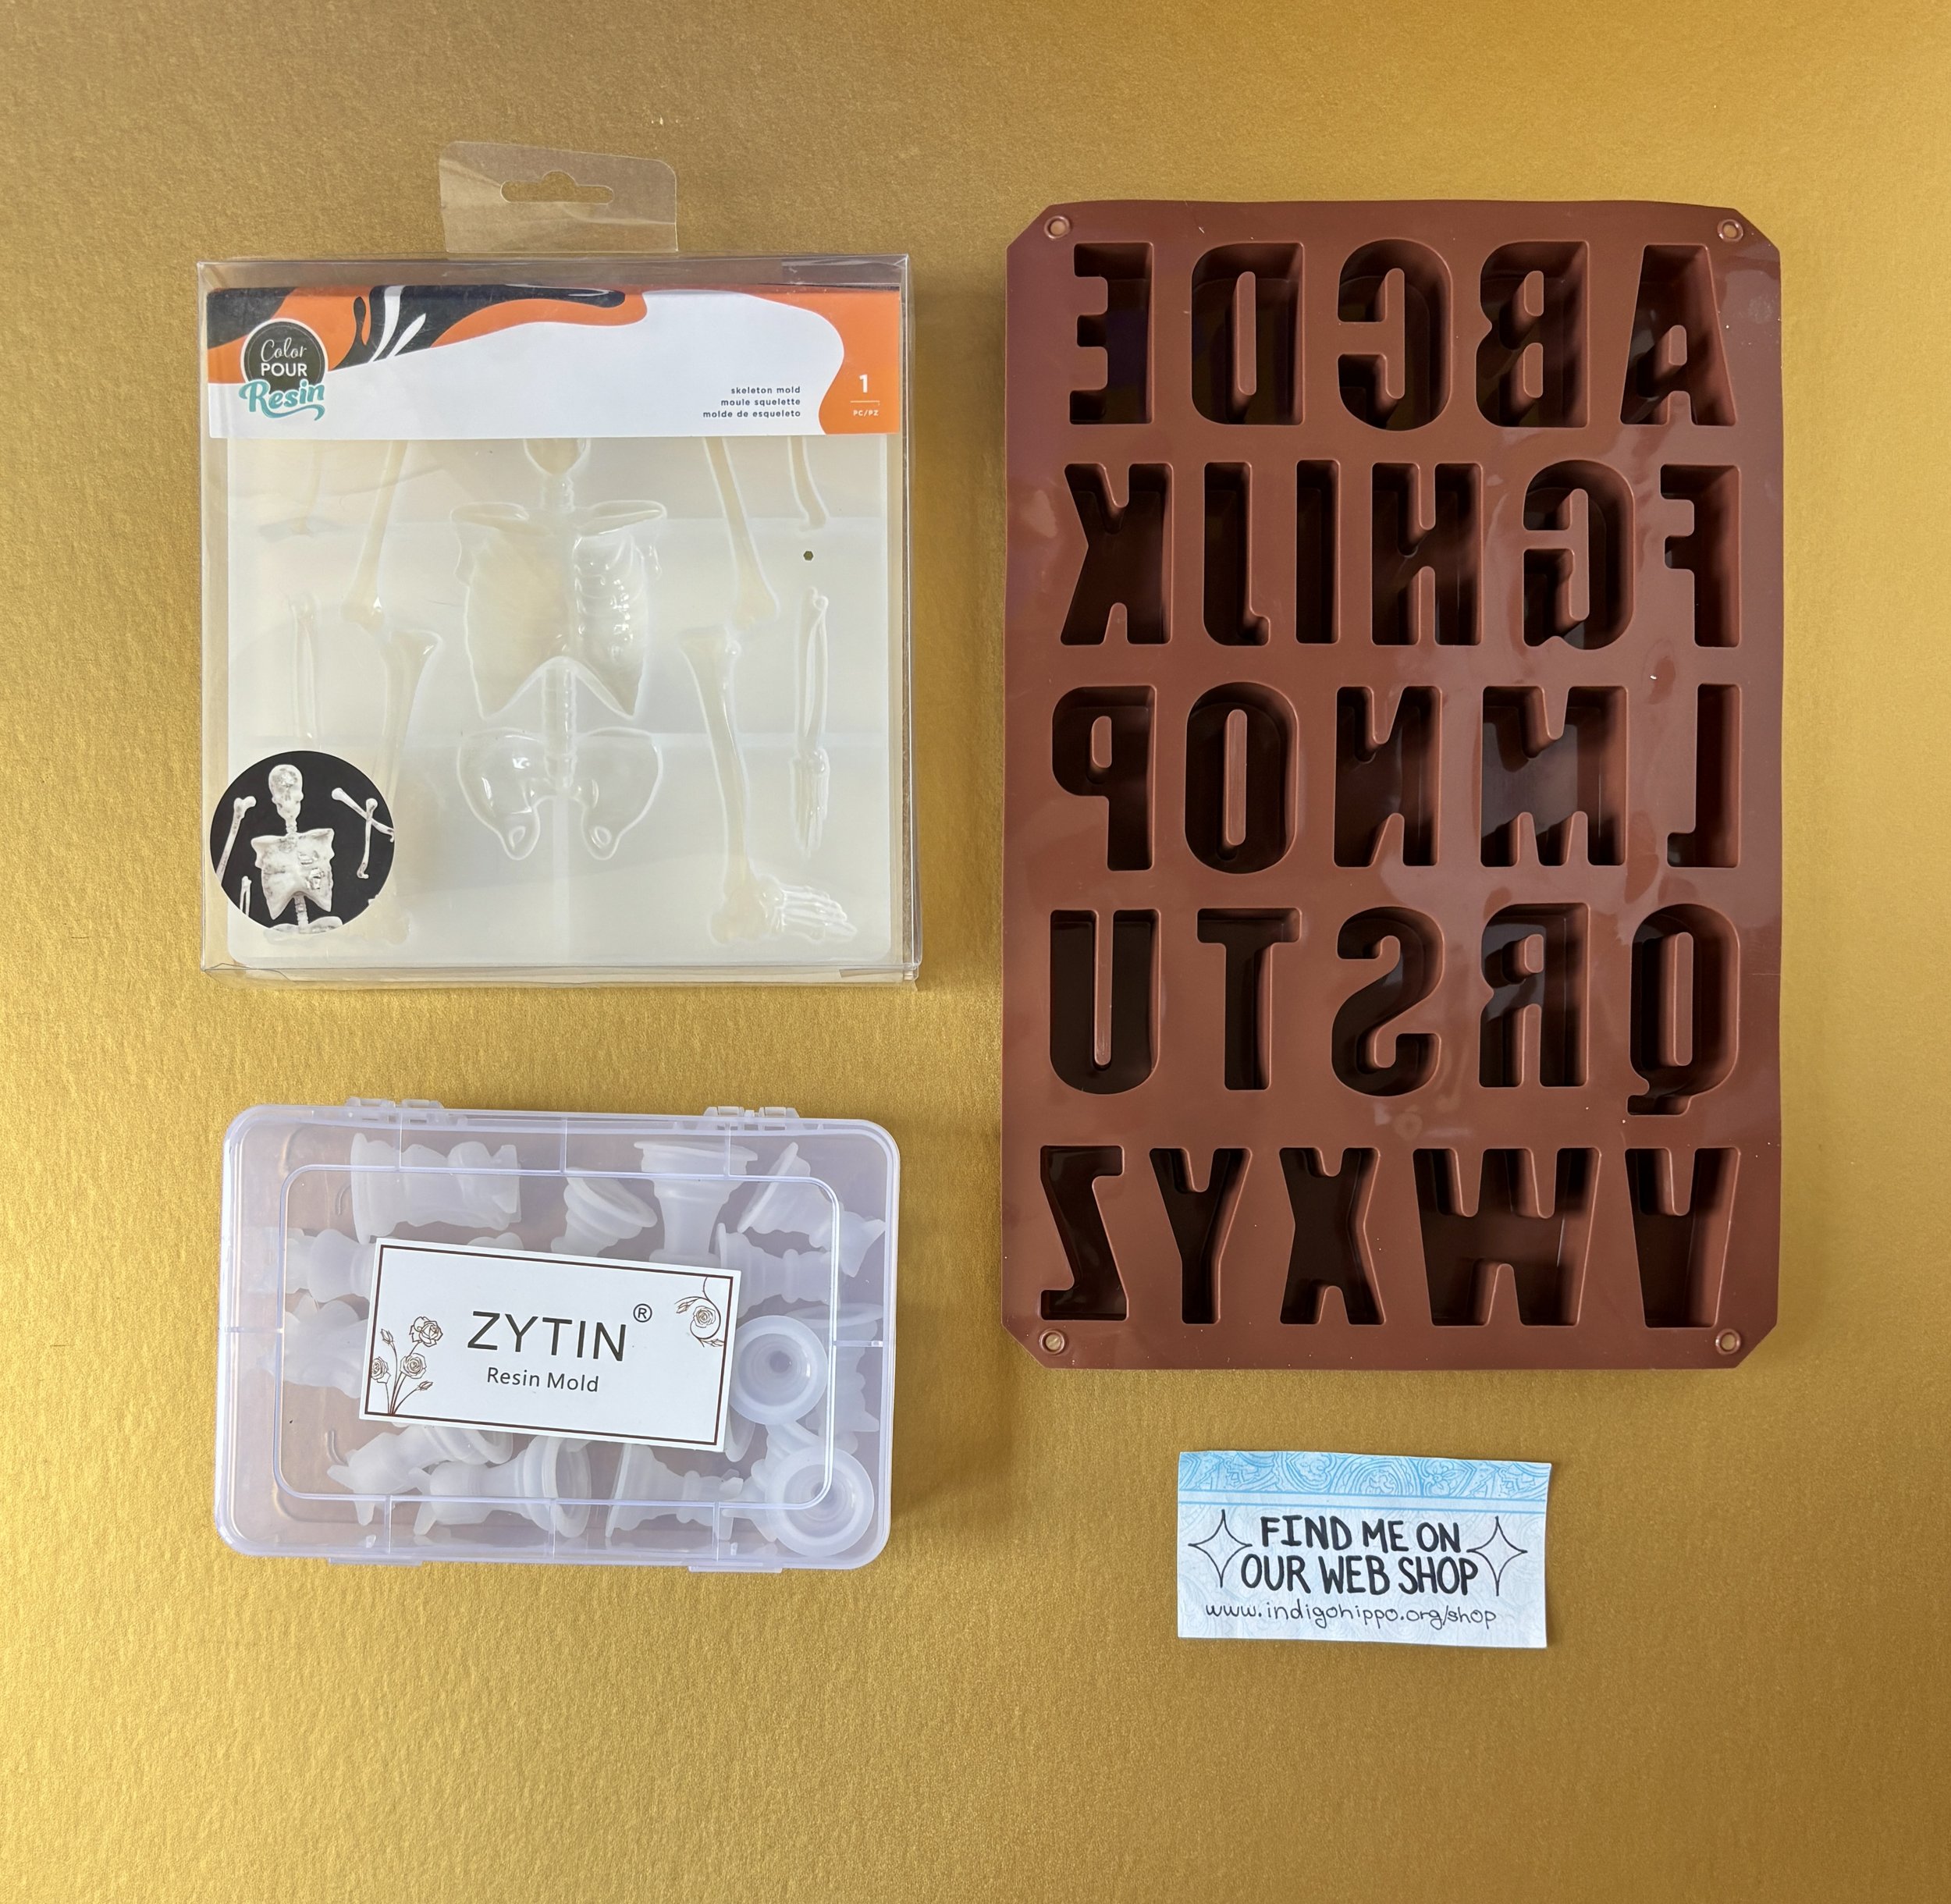 Color
POUR
Resin
skeleton mold
moule squelette
molde de esqueleto
1
PC/PZ
A B C D E
F G H I J K
L M N O P
Q R S T U
V W X Y Z
ZYTIN®
Resin Mold
FIND ME ON
OUR WEB SHOP
www.indigohippo.org/shop